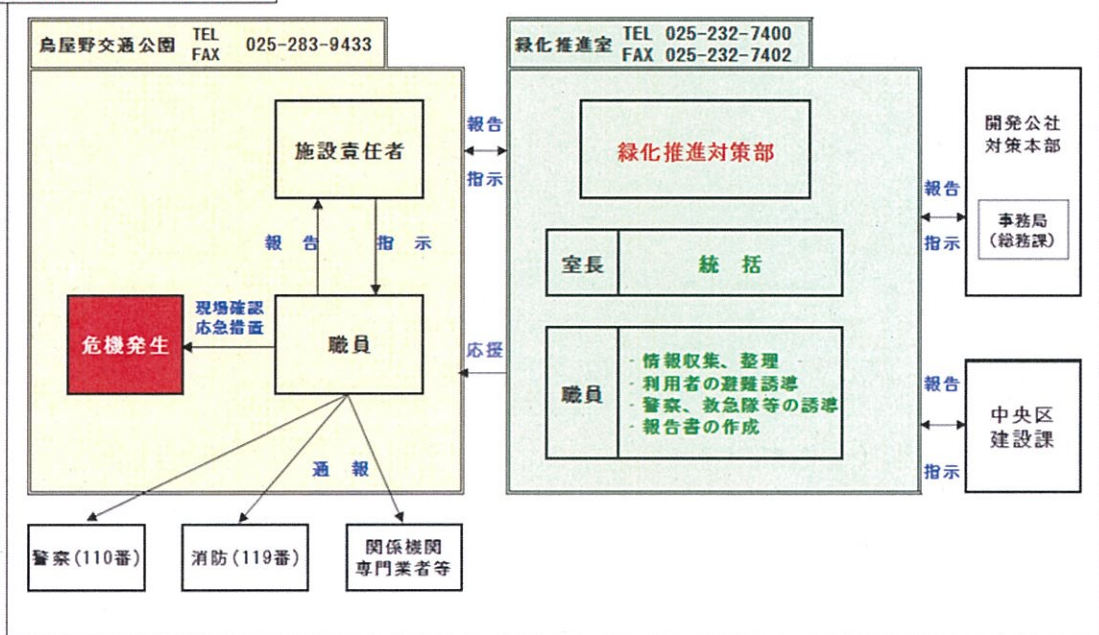 鳥屋野交通公園 TEL FAX 025-283-9433
緑化推進室 TEL 025-232-7400
FAX 025-232-7402
施設責任者
報告
指示
報 告
指 示
危機発生
現場確認
応急措置
職員
通 報
応援
緑化推進対策部
室長
統 括
職員
・情報収集、整理
・利用者の避難誘導
・警察、救急隊等の誘導
・報告書の作成
報告
指示
開発公社
対策本部
事務局
(総務課)
報告
指示
中央区
建設課
警察(110番)
消防(119番)
関係機関
専門業者等